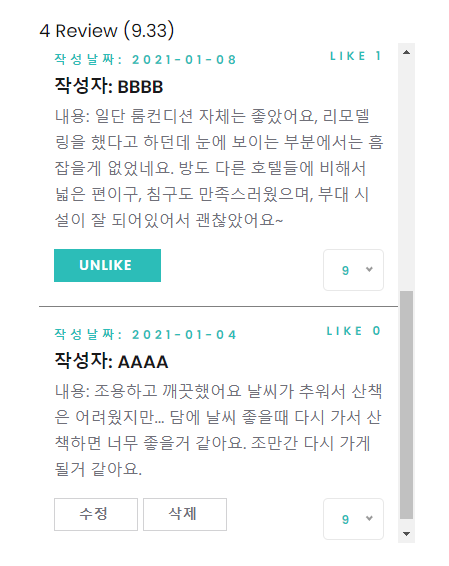 4 Review (9.33)
작성날짜: 2021-01-08
LIKE 1
작성자: BBBB
내용: 일단 룸컨디션 자체는 좋았어요, 리모델
링을 했다고 하던데 눈에 보이는 부분에서는 흠
잡을게 없었네요. 방도 다른 호텔들에 비해서
넓은 편이구, 침구도 만족스러웠으며, 부대 시
설이 잘 되어있어서 괜찮았어요~
UNLIKE
9
작성날짜: 2021-01-04
LIKE 0
작성자: AAAA
내용: 조용하고 깨끗했어요 날씨가 추워서 산책
은 어려웠지만... 담에 날씨 좋을때 다시 가서 산
책하면 너무 좋을거 같아요. 조만간 다시 가게
될거 같아요.
수정
삭제
9